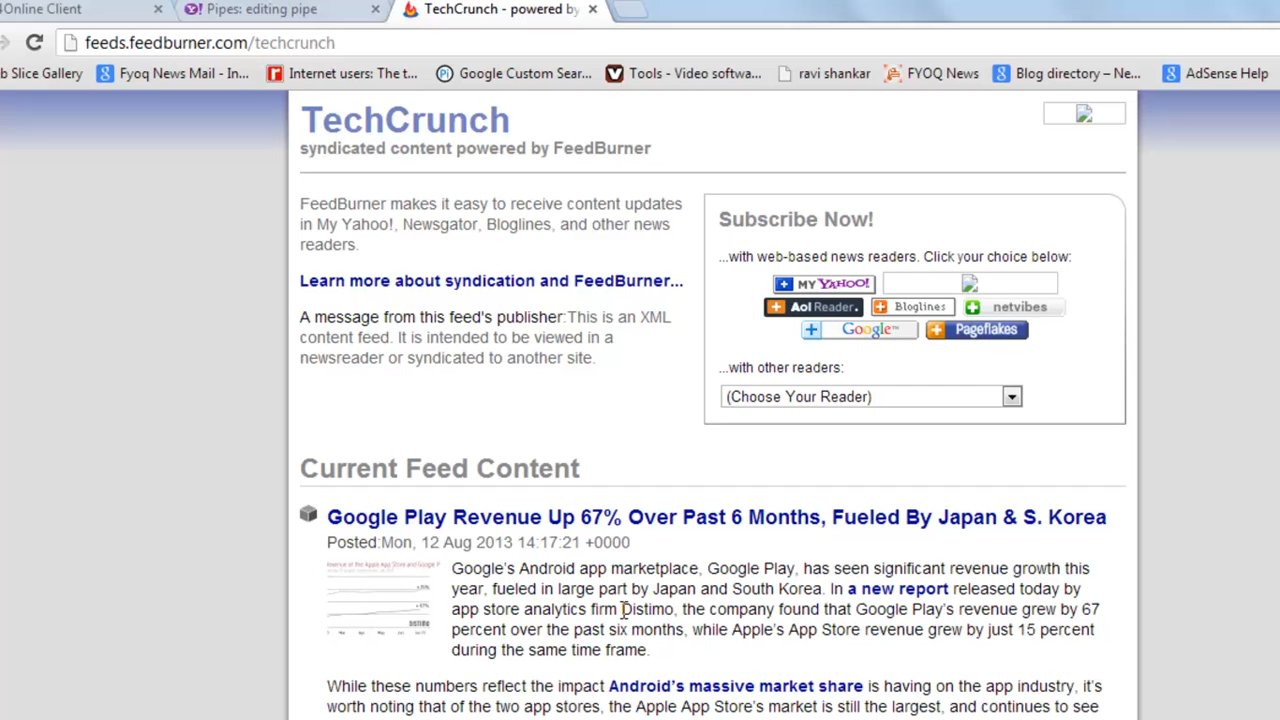 4Online Client
Pipes: editing pipe
TechCrunch - powered by
feeds.feedburner.com/techcrunch
b Slice Gallery
Fyoq News Mail - In...
Internet users: The t...
Google Custom Sear...
Tools - Video softwa...
ravi shankar
FYOQ News
Blog directory – Ne...
AdSense Help
TechCrunch
syndicated content powered by FeedBurner
FeedBurner makes it easy to receive content updates
in My Yahoo!, Newsgator, Bloglines, and other news
readers.
Learn more about syndication and FeedBurner...
A message from this feed's publisher:This is an XML
content feed. It is intended to be viewed in a
newsreader or syndicated to another site.
Subscribe Now!
...with web-based news readers. Click your choice below:
MY YAHOO!
Aol Reader.
Bloglines
netvibes
Google™
Pageflakes
...with other readers:
(Choose Your Reader)
Current Feed Content
Google Play Revenue Up 67% Over Past 6 Months, Fueled By Japan & S. Korea
Posted:Mon, 12 Aug 2013 14:17:21 +0000
Google's Android app marketplace, Google Play, has seen significant revenue growth this
year, fueled in large part by Japan and South Korea. In a new report released today by
app store analytics firm Distimo, the company found that Google Play's revenue grew by 67
percent over the past six months, while Apple's App Store revenue grew by just 15 percent
during the same time frame.
While these numbers reflect the impact Android's massive market share is having on the app industry, it's
worth noting that of the two app stores, the Apple App Store's market is still the largest, and continues to see